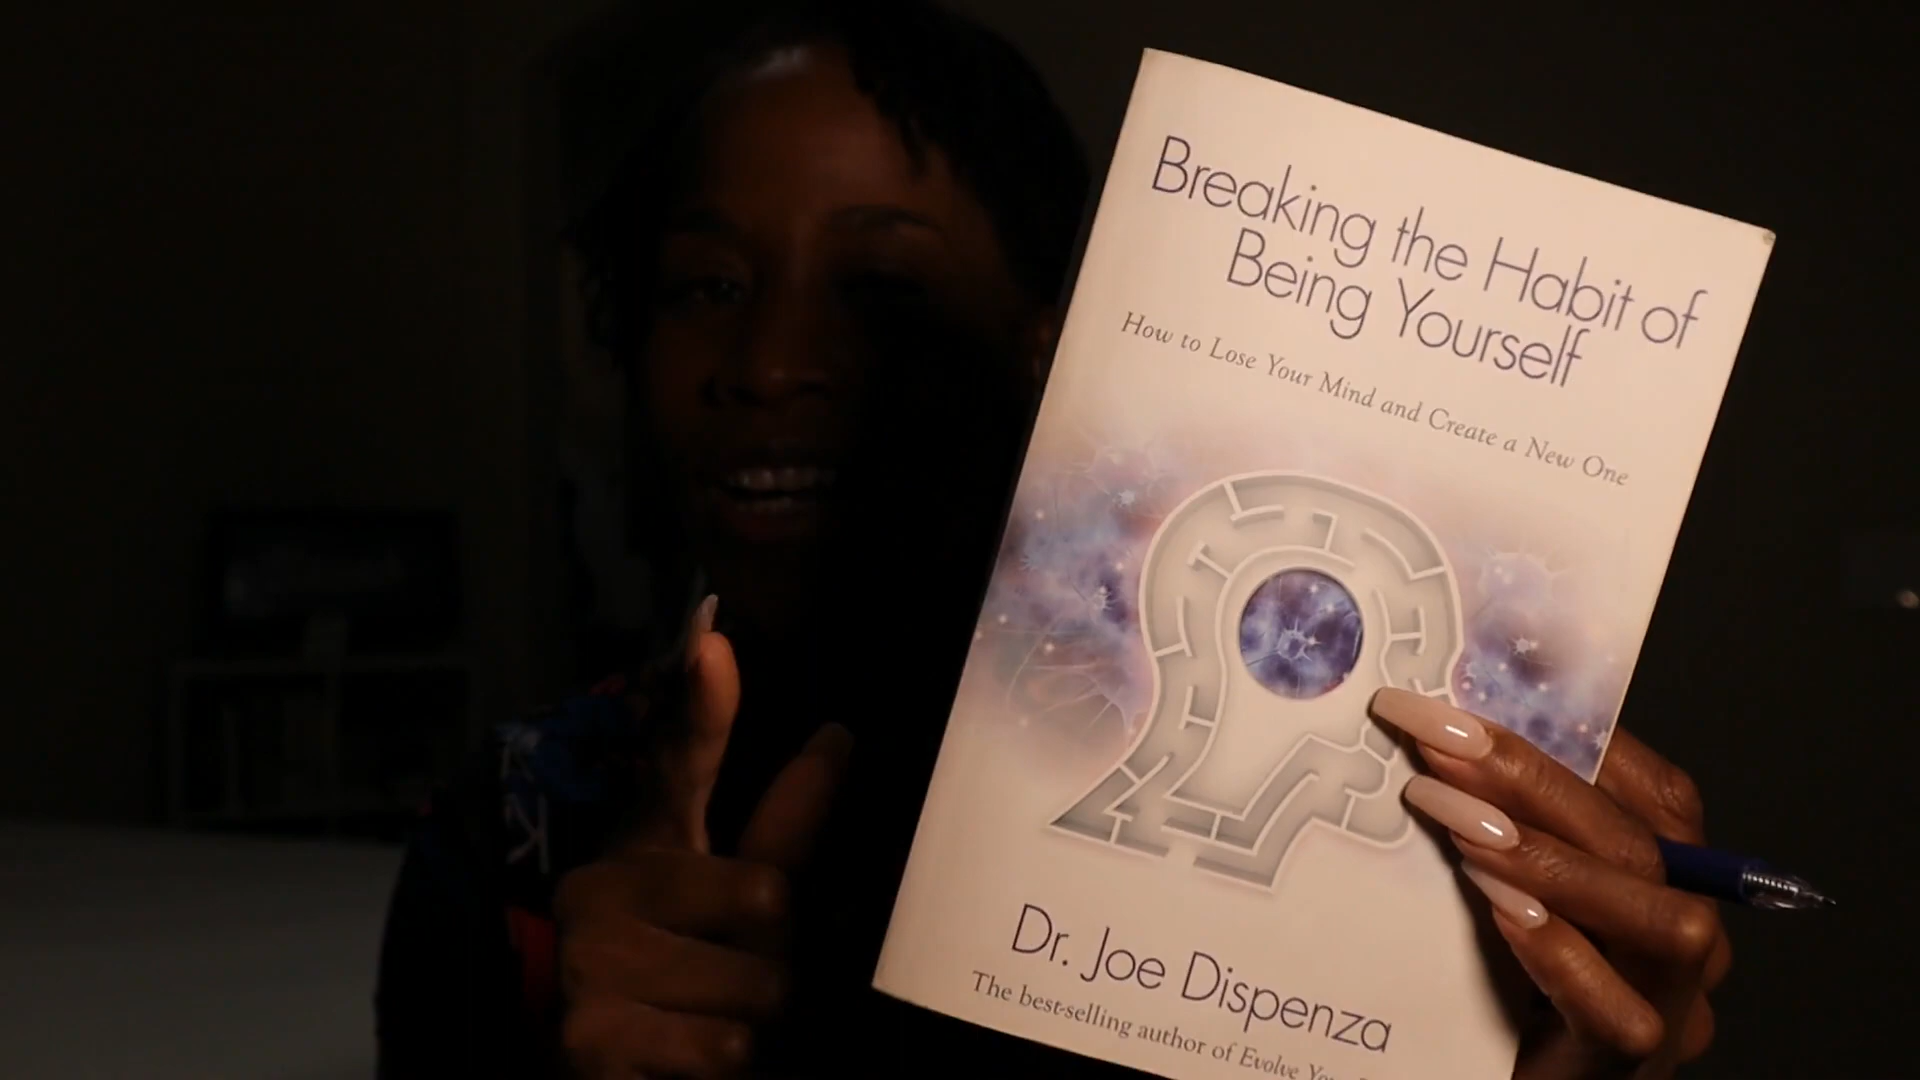 Breaking the Habit of
Being Yourself
How to Lose Your Mind and Create a New One
Dr. Joe Dispenza
The best-selling author of Evolve